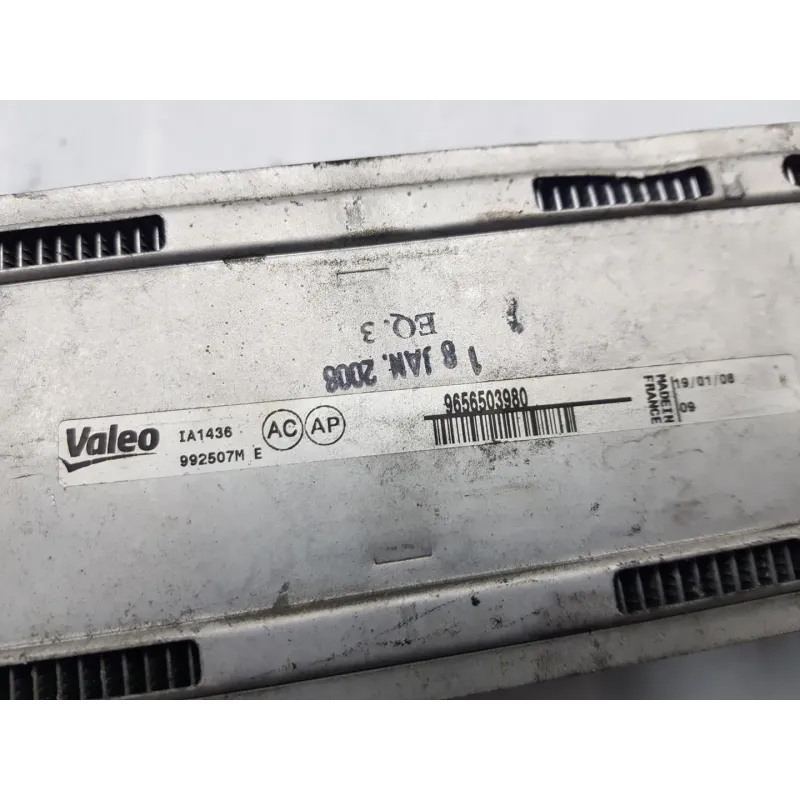 EQ. 3
1 8 JAN. 2008
Valeo
IA1436
992507M E
AC
AP
9656503980
MADE IN
FRANCE
19/01/08
09